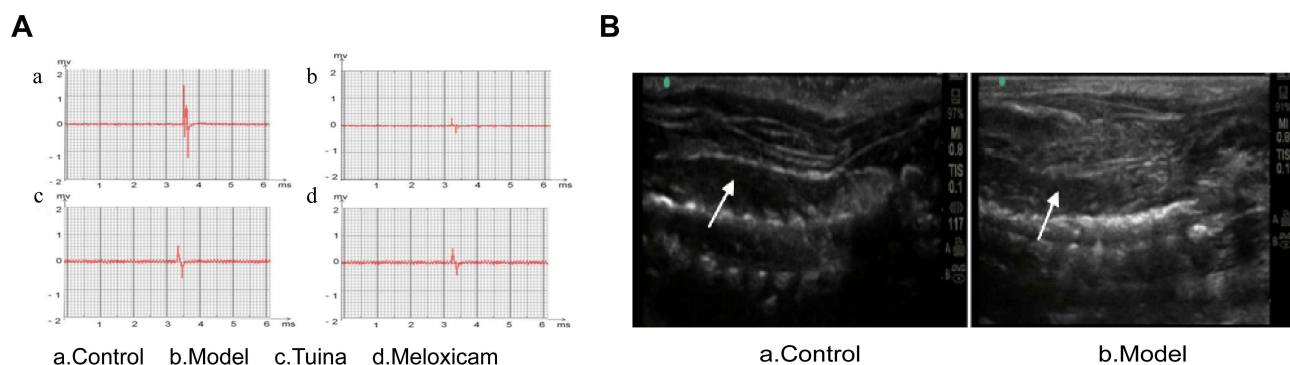 A
B
a
mv
2
1
0
- 1
- 2
1 2 3 4 5 6 ms
b
mv
2
1
0
- 1
- 2
1 2 3 4 5 6 ms
c
2
1
0
- 1
- 2
1 2 3 4 5 6 ms
d
2
1
0
- 1
- 2
1 2 3 4 5 6 ms
a.Control b.Model c.Tuina d.Meloxicam
97%
MI
0.8
TIS
0.1
117
A
B
91%
MI
0.8
TIS
0.1
A
B
a.Control
b.Model